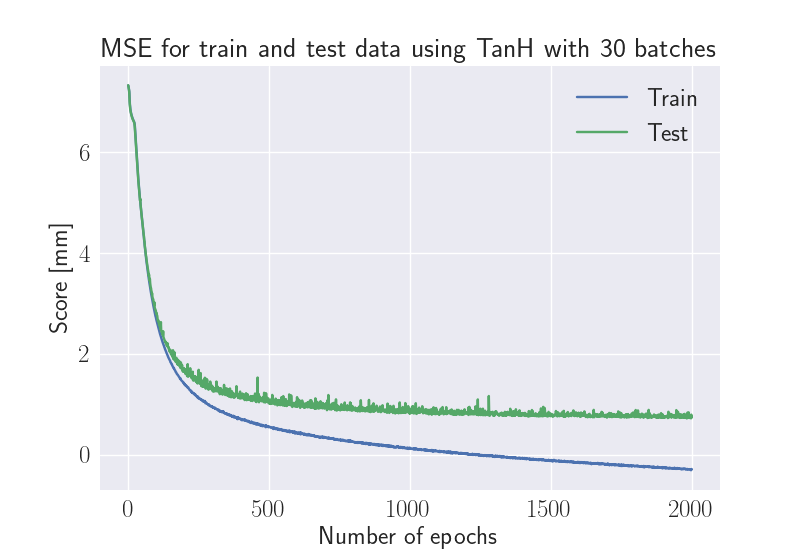 MSE for train and test data using TanH with 30 batches
Train
Test
6
4
2
0
Score [mm]
0
500
1000
1500
2000
Number of epochs